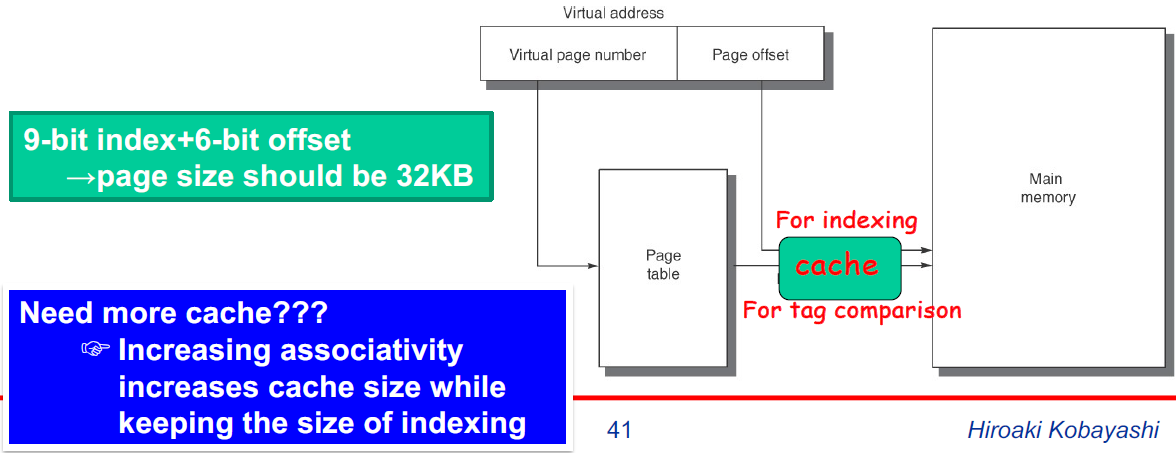 Virtual address
Virtual page number
Page offset
9-bit index+6-bit offset
→page size should be 32KB
Page
table
For indexing
cache
For tag comparison
Main
memory
Need more cache???
☞ Increasing associativity
increases cache size while
keeping the size of indexing
41
Hiroaki Kobayashi